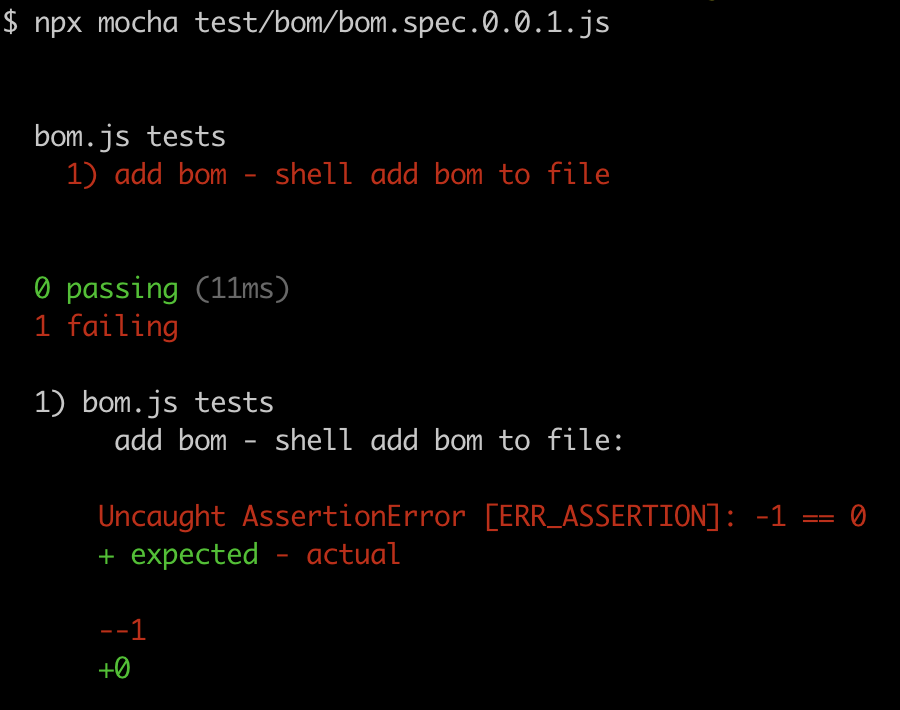 $ npx mocha test/bom/bom.spec.0.0.1.js
bom.js tests
1) add bom - shell add bom to file
0 passing (11ms)
1 failing
1) bom.js tests
add bom - shell add bom to file:
Uncaught AssertionError [ERR_ASSERTION]: -1 == 0
+ expected - actual
--1
+0